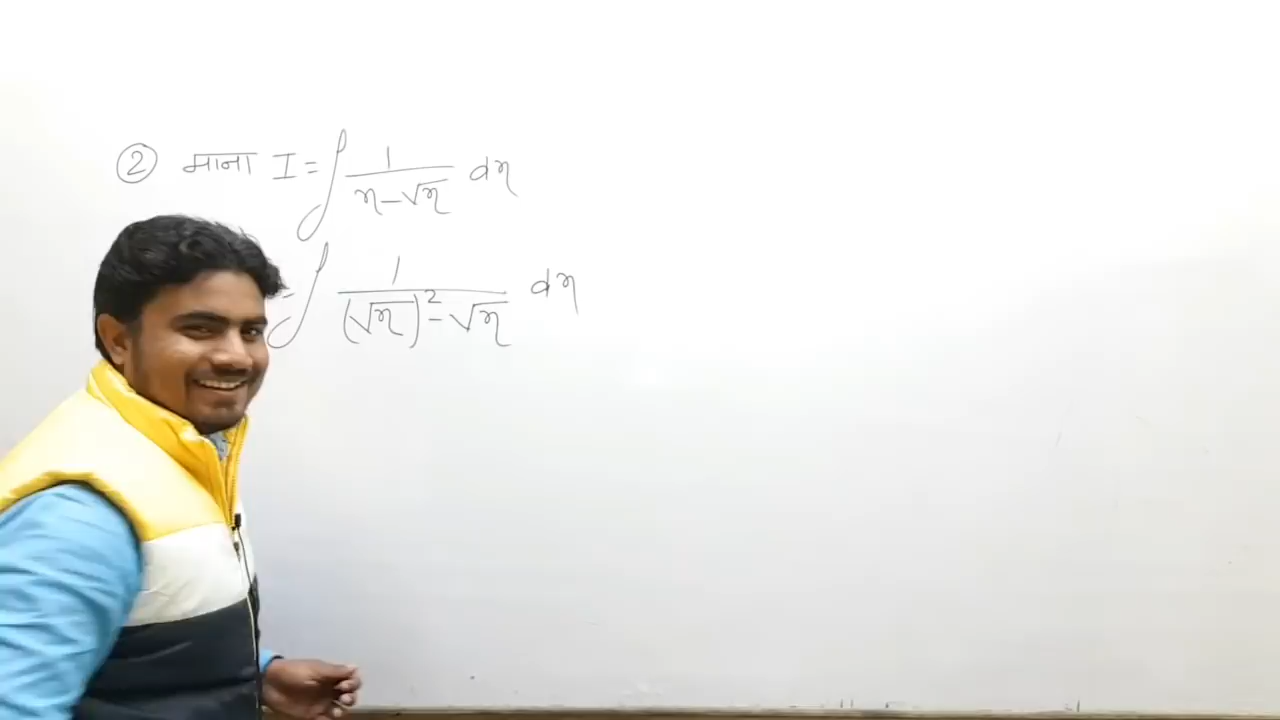 ② माना I = ∫ 1/(x - √x) dx
= ∫ 1/((√x)² - √x) dx